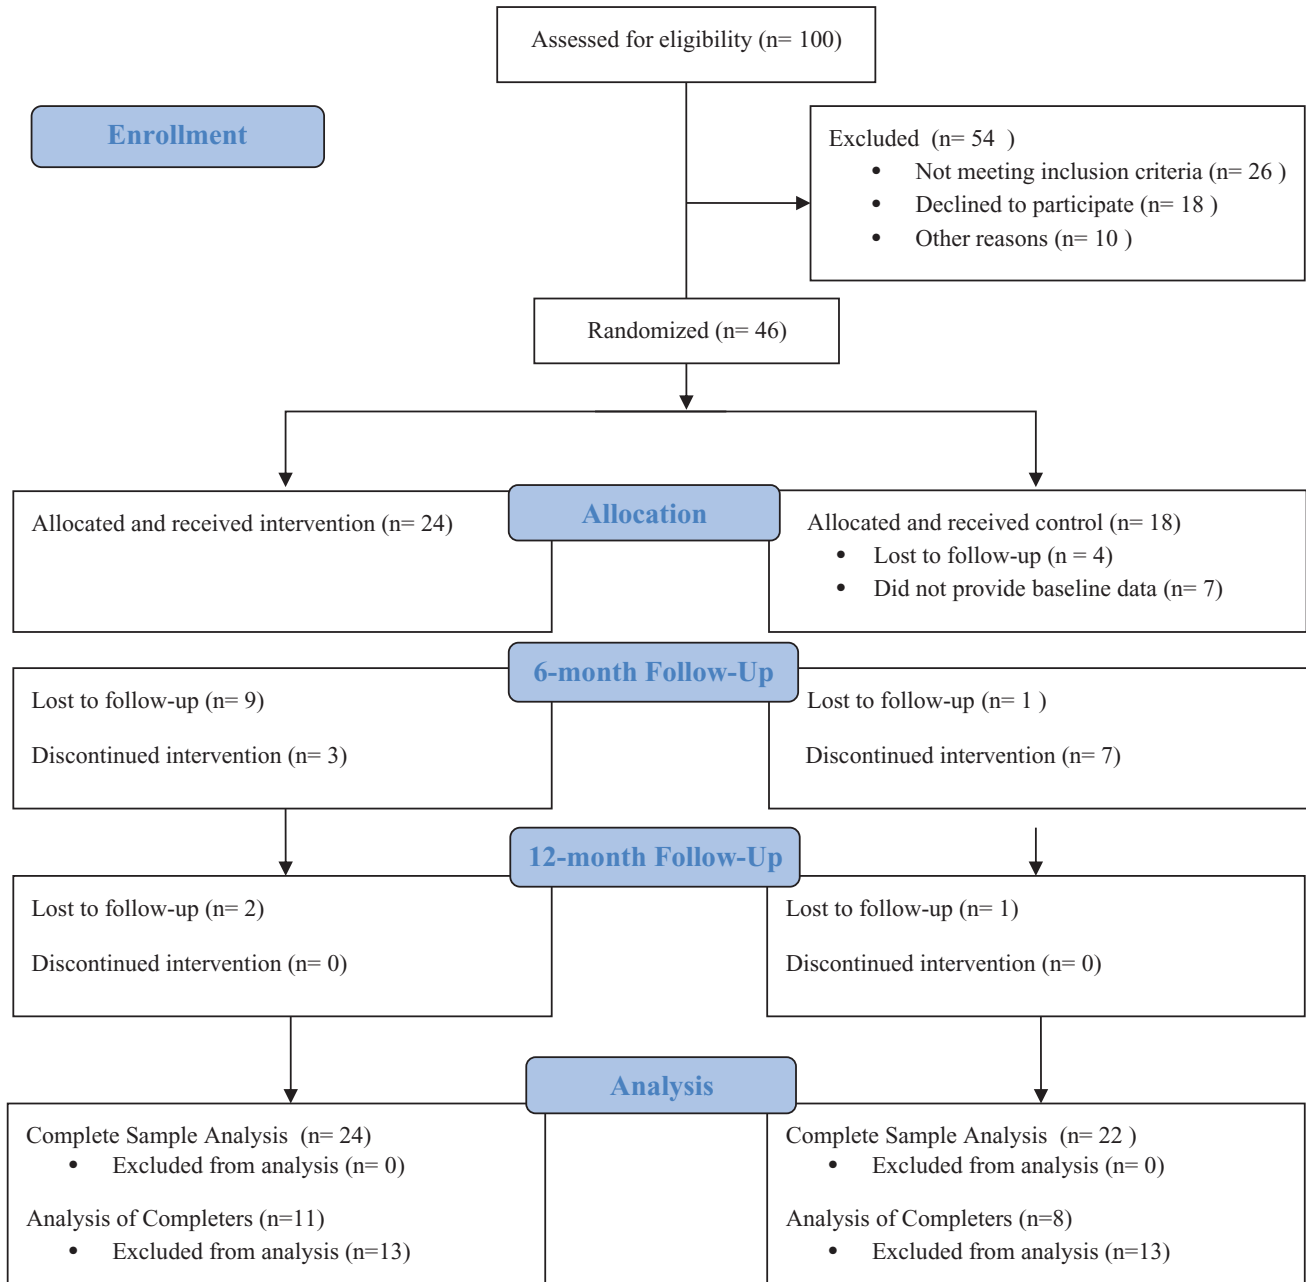 Assessed for eligibility (n= 100)
Enrollment
Excluded (n= 54 )
• Not meeting inclusion criteria (n= 26 )
• Declined to participate (n= 18 )
• Other reasons (n= 10 )
Randomized (n= 46)
Allocation
Allocated and received intervention (n= 24)
Allocated and received control (n= 18)
• Lost to follow-up (n = 4)
• Did not provide baseline data (n= 7)
6-month Follow-Up
Lost to follow-up (n= 9)
Discontinued intervention (n= 3)
Lost to follow-up (n= 1 )
Discontinued intervention (n= 7)
12-month Follow-Up
Lost to follow-up (n= 2)
Discontinued intervention (n= 0)
Lost to follow-up (n= 1)
Discontinued intervention (n= 0)
Analysis
Complete Sample Analysis (n= 24)
• Excluded from analysis (n= 0)
Analysis of Completers (n=11)
• Excluded from analysis (n=13)
Complete Sample Analysis (n= 22 )
• Excluded from analysis (n= 0)
Analysis of Completers (n=8)
• Excluded from analysis (n=13)